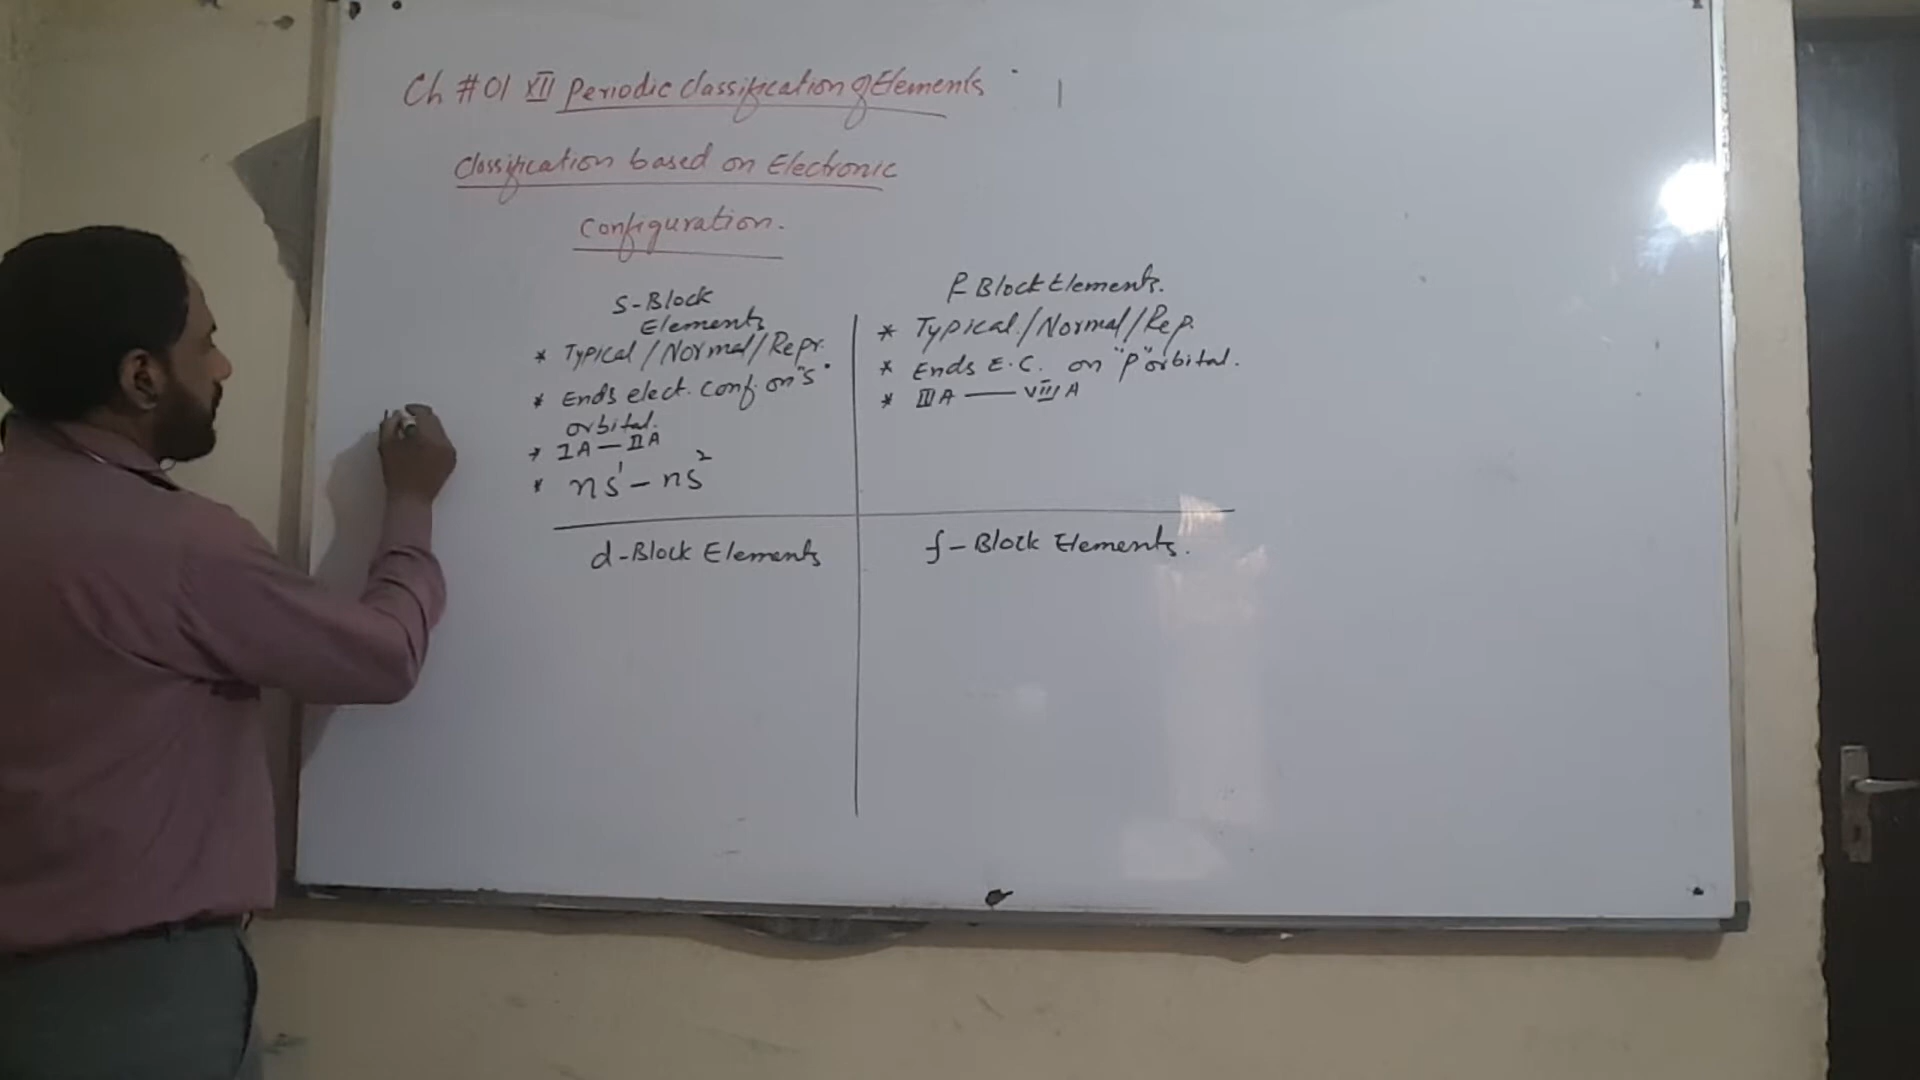 Ch #01 XII Periodic Classification of Elements
Classification based on Electronic
Configuration.
S-Block
Elements
* Typical/Normal/Repr.
* Ends elect. conf. on "s"
orbital.
* IA — IIA
* ns¹ - ns²
P Block Elements.
* Typical/Normal/Rep.
* Ends E.C. on "p" orbital.
* IIIA — VIIIA
d-Block Elements
f-Block Elements.